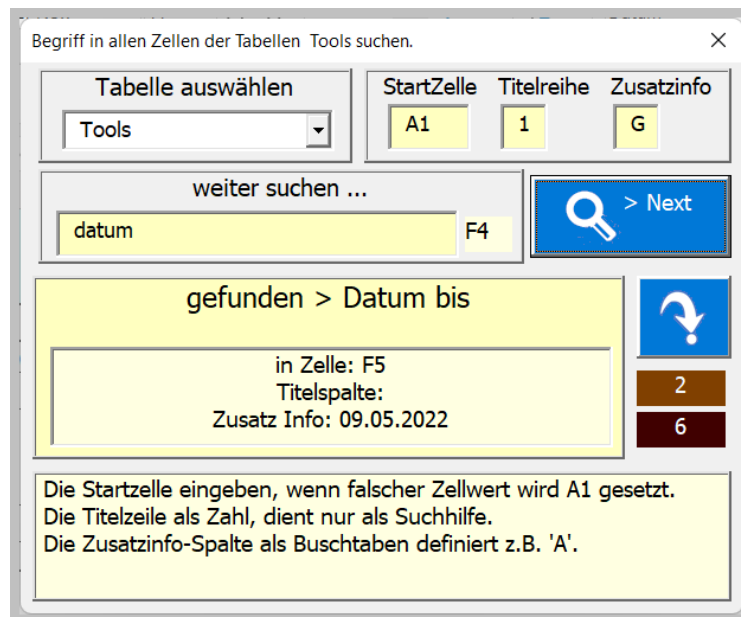 Begriff in allen Zellen der Tabellen Tools suchen.
Tabelle auswählen
Tools
StartZelle Titelreihe Zusatzinfo
A1 1 G
weiter suchen ...
datum F4
> Next
gefunden > Datum bis
in Zelle: F5
Titelspalte:
Zusatz Info: 09.05.2022
2
6
Die Startzelle eingeben, wenn falscher Zellwert wird A1 gesetzt.
Die Titelzeile als Zahl, dient nur als Suchhilfe.
Die Zusatzinfo-Spalte als Buschtaben definiert z.B. 'A'.